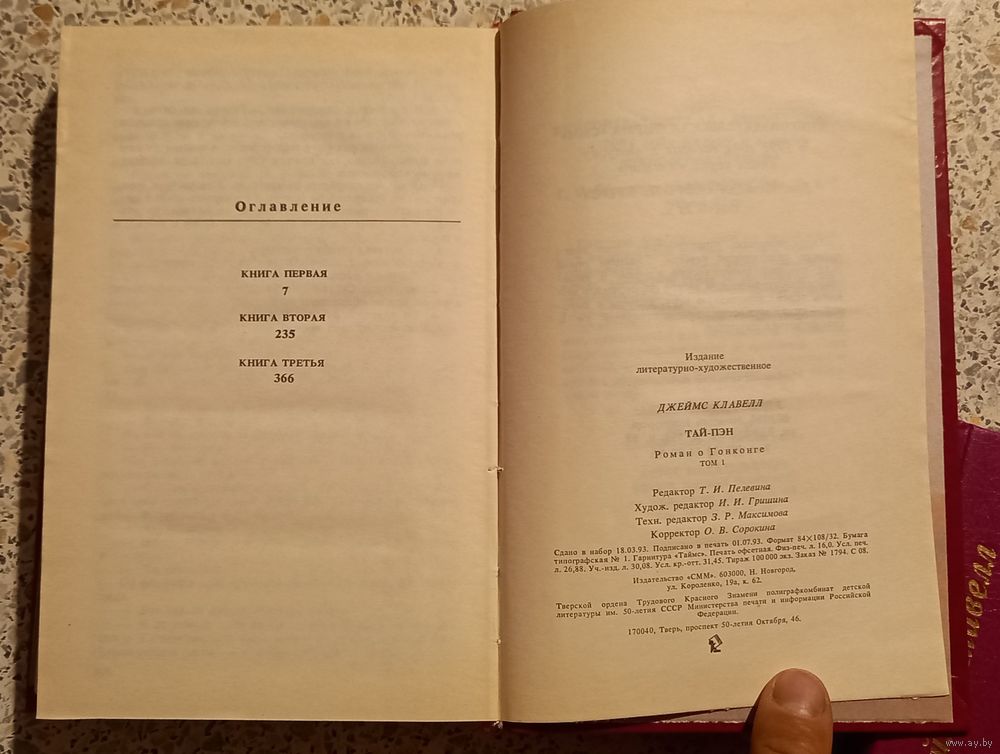 Оглавление
КНИГА ПЕРВАЯ
7
КНИГА ВТОРАЯ
235
КНИГА ТРЕТЬЯ
366
Издание
литературно-художественное
ДЖЕЙМС КЛАВЕЛЛ
ТАЙ-ПЭН
Роман о Гонконге
ТОМ 1
Редактор Т. И. Пелевина
Худож. редактор И. И. Гришина
Техн. редактор З. Р. Максимова
Корректор О. В. Сорокина
Сдано в набор 18.03.93. Подписано в печать 01.07.93. Формат 84×108/32. Бумага
типографская № 1. Гарнитура «Таймс». Печать офсетная. Физ-печ. л. 16,0. Усл. печ.
л. 26,88. Уч.-изд. л. 30,08. Усл. кр.-отт. 31,45. Тираж 100 000 экз. Заказ № 1794. С 08.
Издательство «СММ». 603000, Н. Новгород,
ул. Короленко, 19а, к. 62.
Тверской ордена Трудового Красного Знамени полиграфкомбинат детской
литературы им. 50-летия СССР Министерства печати и информации Российской
Федерации.
170040, Тверь, проспект 50-летия Октября, 46.
www.ay.by